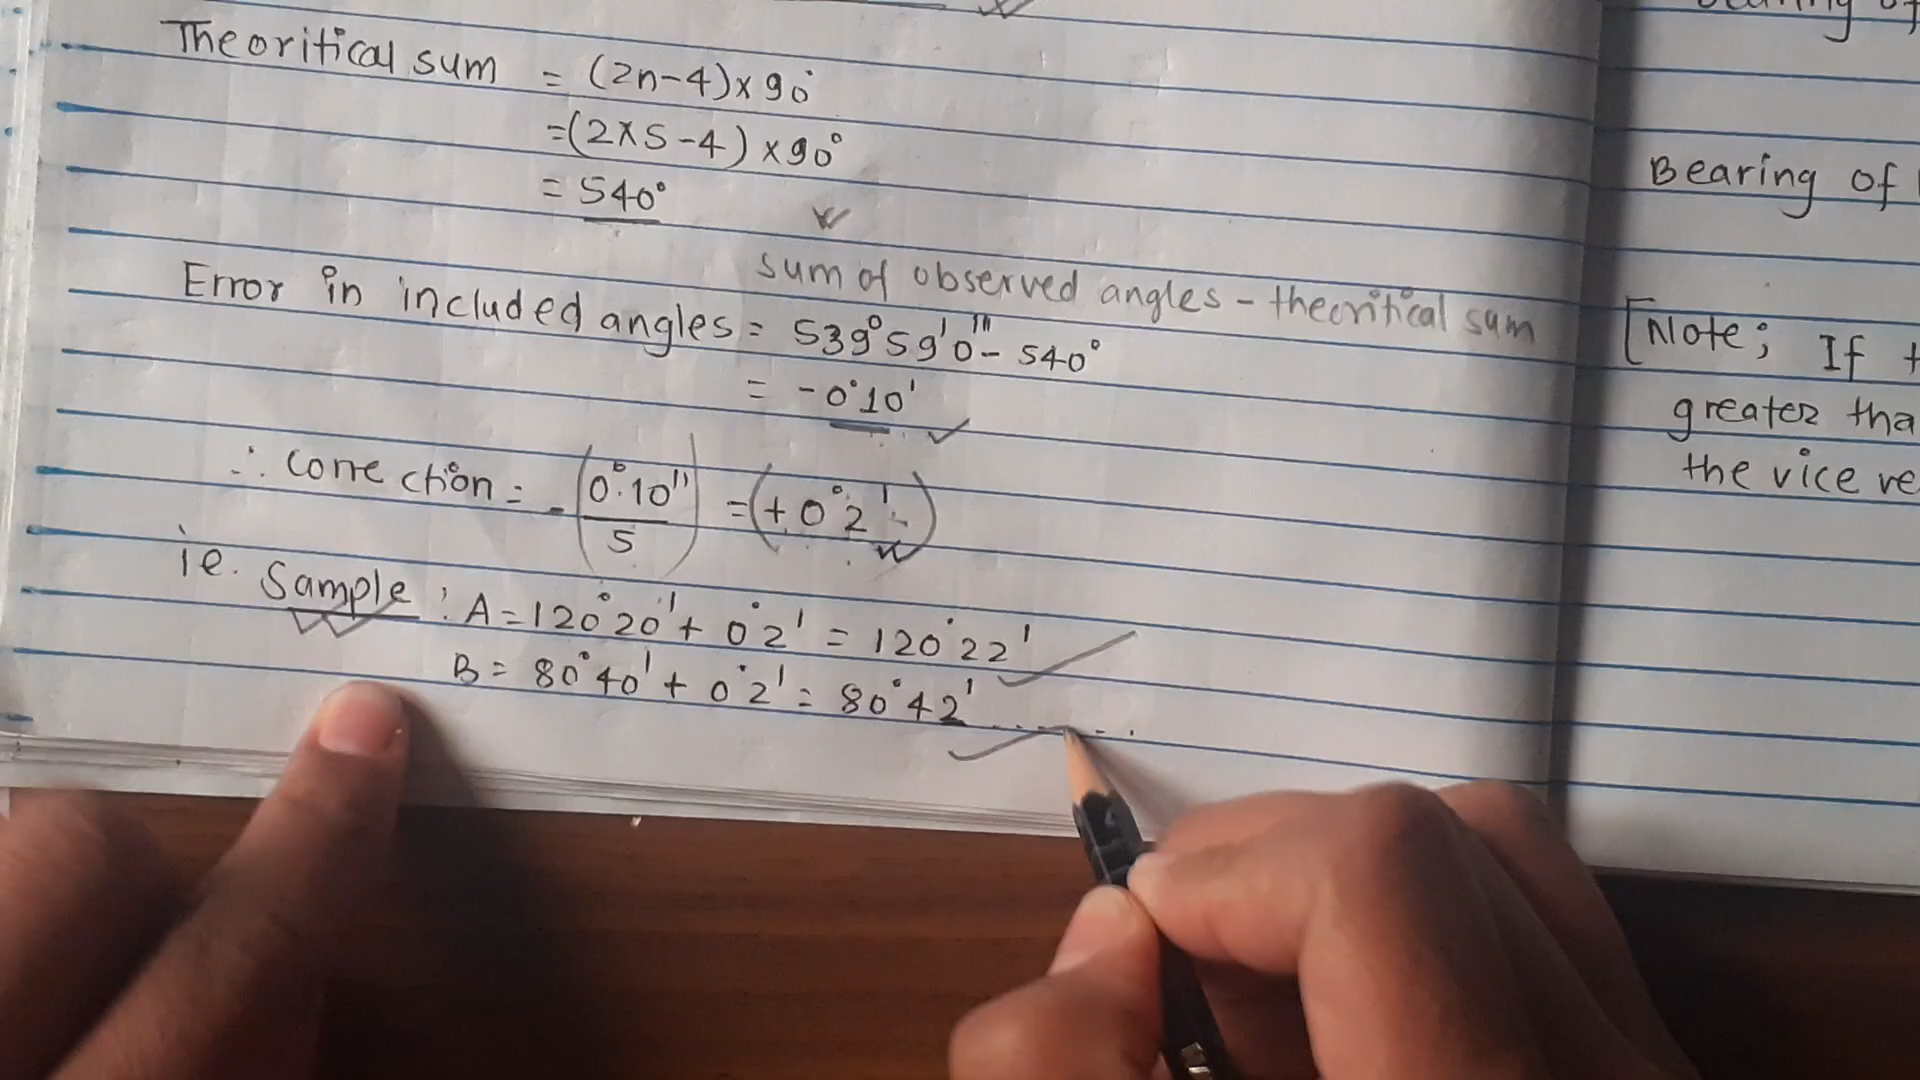 Theoritical sum = (2n-4)x90°
=(2x5-4) x90°
= 540°
sum of observed angles - theoritical sum
Error in included angles = 539°59'0''' - 540°
= -0°10'
∴ correction = -(0°.10''/5) = (+0°2')
ie. Sample : A = 120°20' + 0°2' = 120°22'
B = 80°40' + 0°2' = 80°42' ......
Bearing of
[Note; If
greater tha
the vice ve